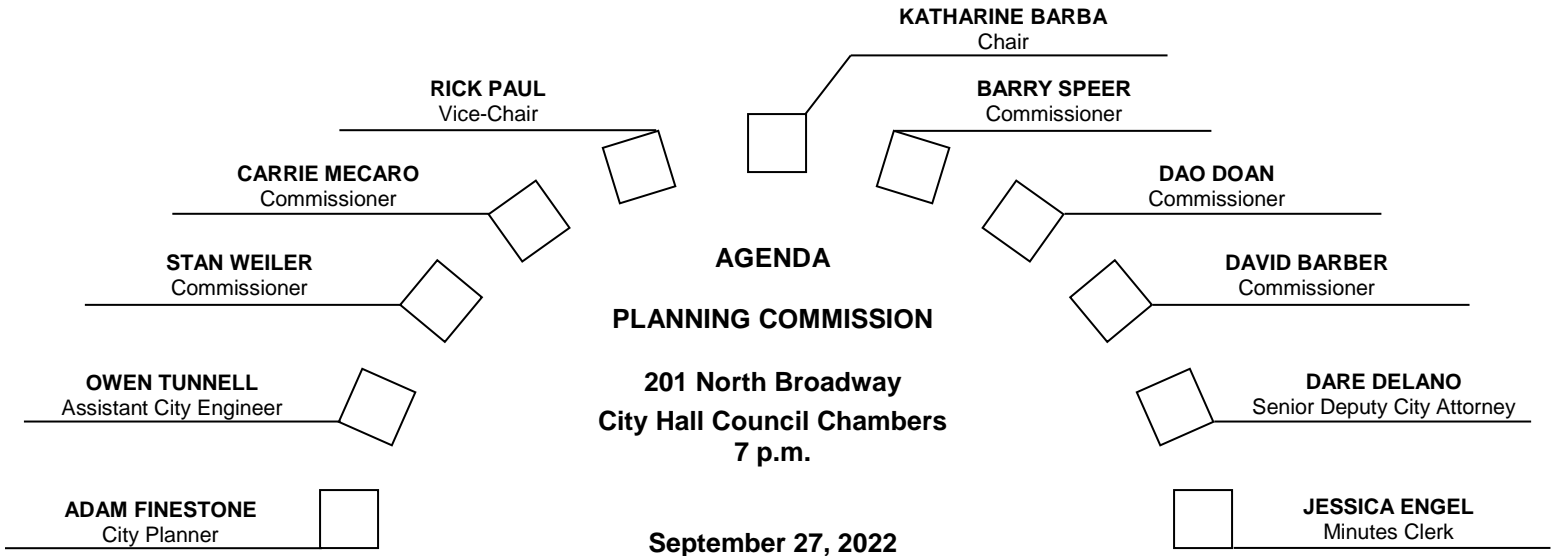 KATHARINE BARBA
Chair
RICK PAUL
Vice-Chair
BARRY SPEER
Commissioner
CARRIE MECARO
Commissioner
DAO DOAN
Commissioner
STAN WEILER
Commissioner
DAVID BARBER
Commissioner
OWEN TUNNELL
Assistant City Engineer
DARE DELANO
Senior Deputy City Attorney
ADAM FINESTONE
City Planner
JESSICA ENGEL
Minutes Clerk
AGENDA
PLANNING COMMISSION
201 North Broadway
City Hall Council Chambers
7 p.m.
September 27, 2022